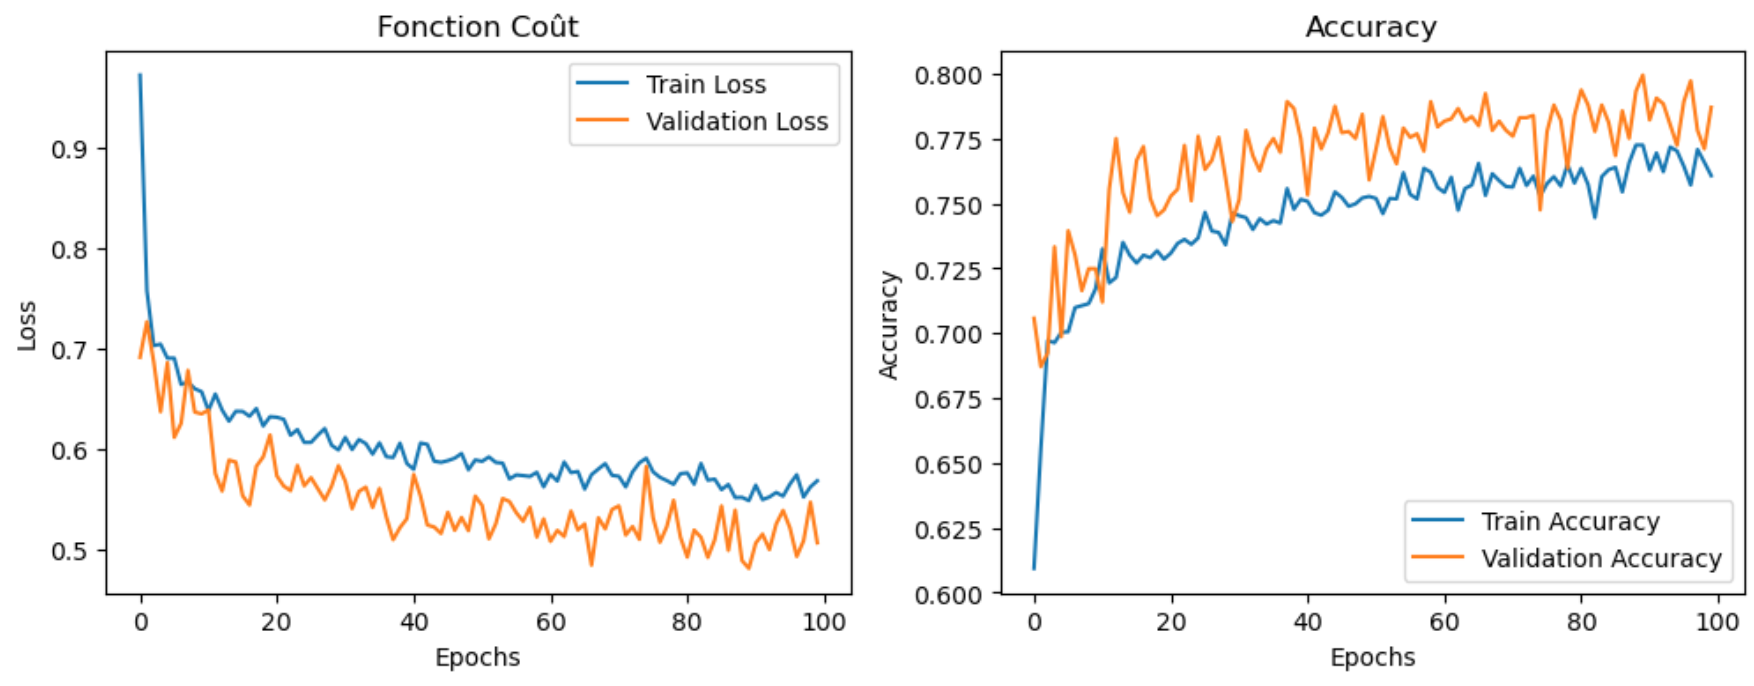 Fonction Coût
Train Loss
Validation Loss
0.9
0.8
0.7
0.6
0.5
Loss
0 20 40 60 80 100
Epochs
Accuracy
0.800
0.775
0.750
0.725
0.700
0.675
0.650
0.625
0.600
Accuracy
Train Accuracy
Validation Accuracy
0 20 40 60 80 100
Epochs